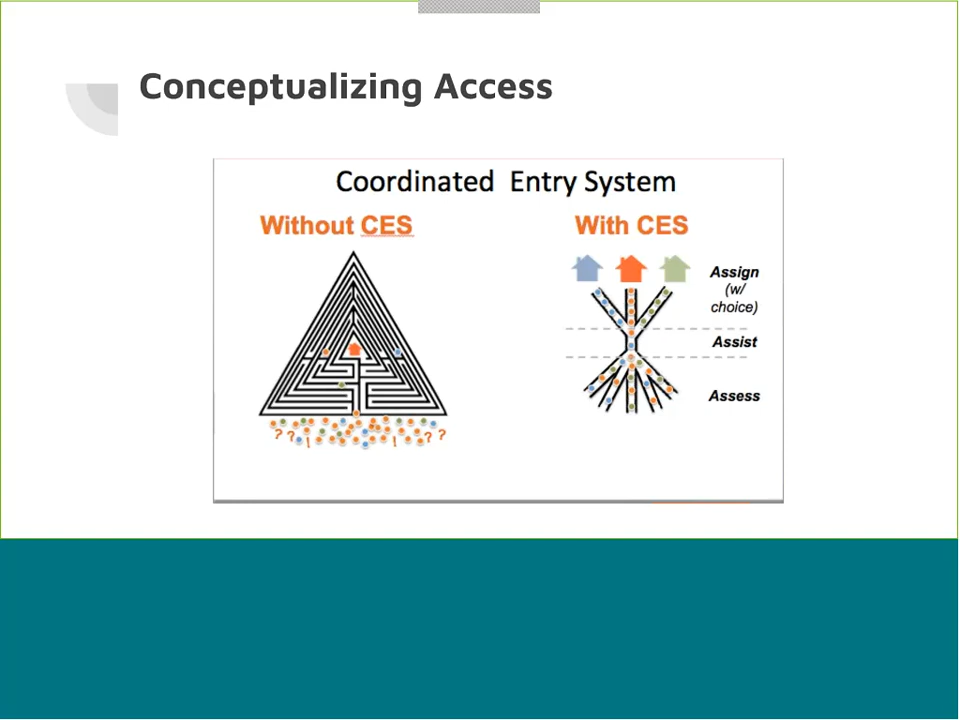 Conceptualizing Access
Coordinated Entry System
Without CES
With CES
Assign
(w/
choice)
Assist
Assess
? ? ! ! ? ?